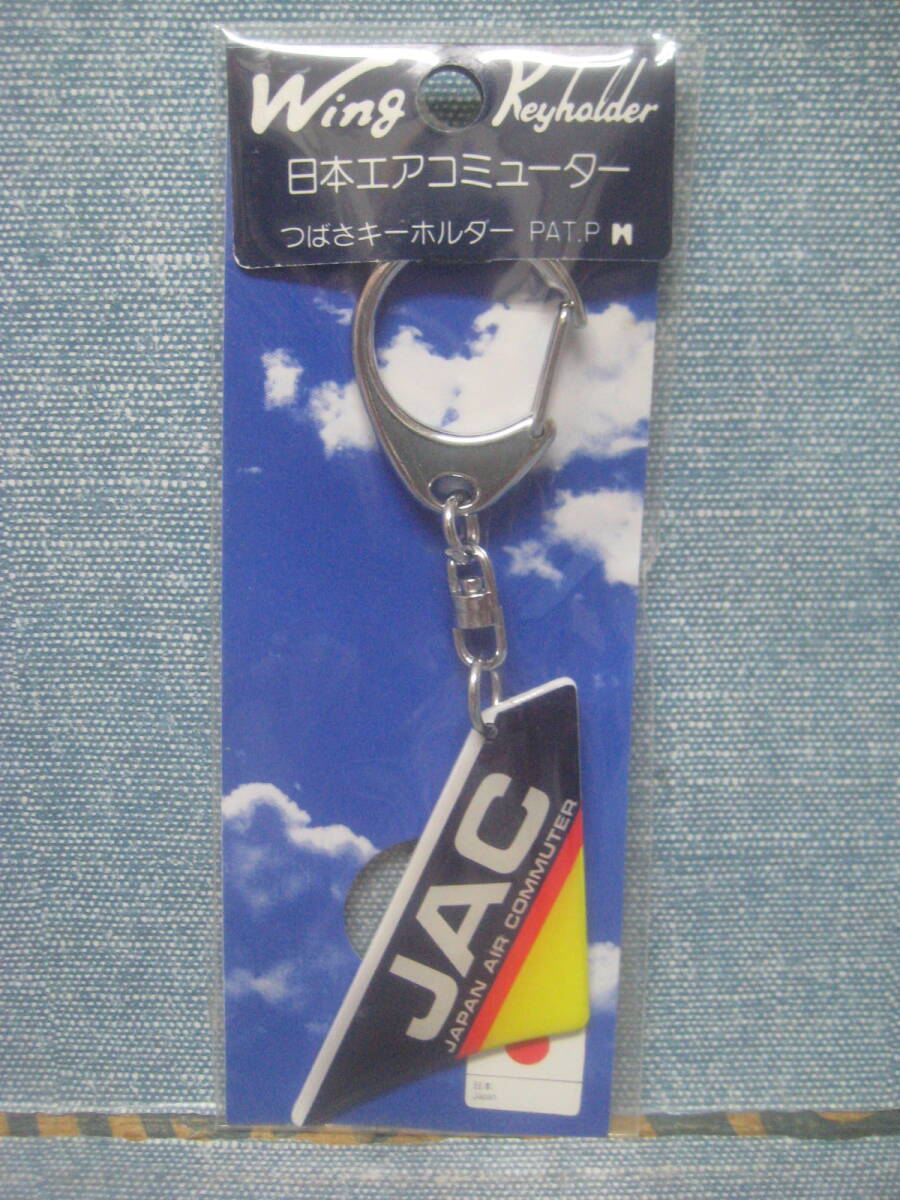 Wing Keyholder
日本エアコミューター
つばさキーホルダー PAT.P
JAC
JAPAN AIR COMMUTER
日本
Japan